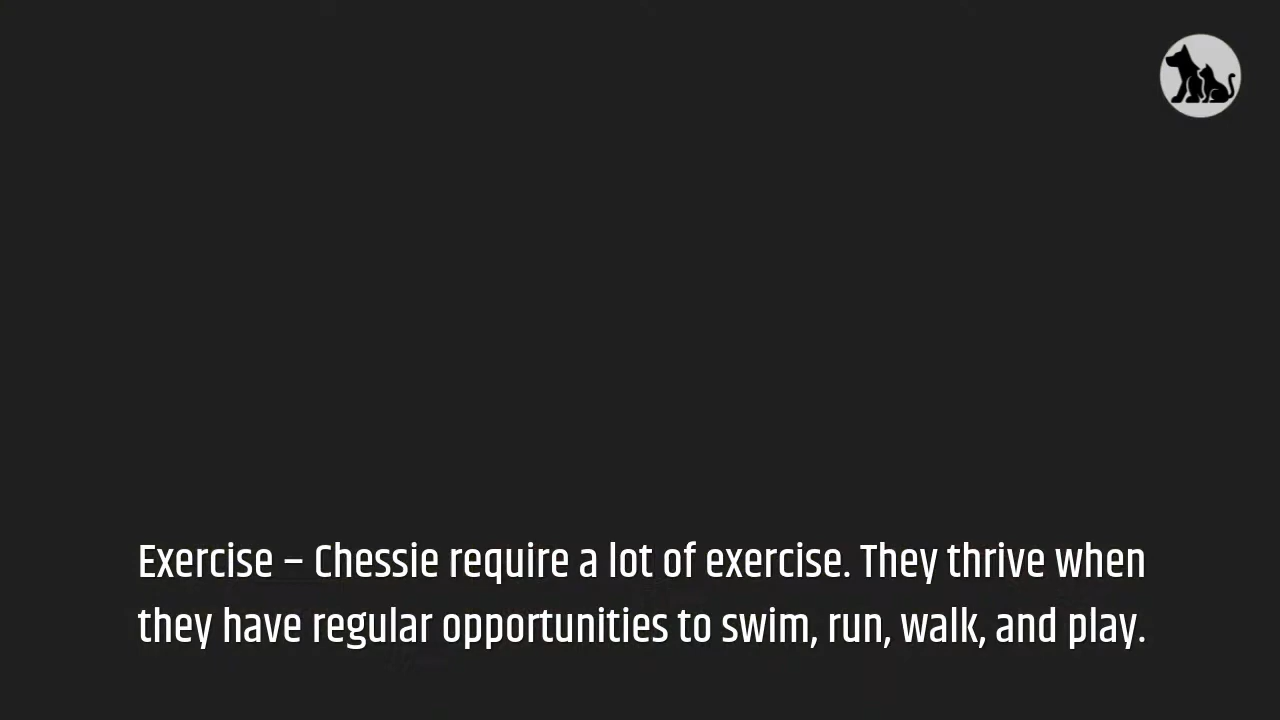 Exercise – Chessie require a lot of exercise. They thrive when
they have regular opportunities to swim, run, walk, and play.